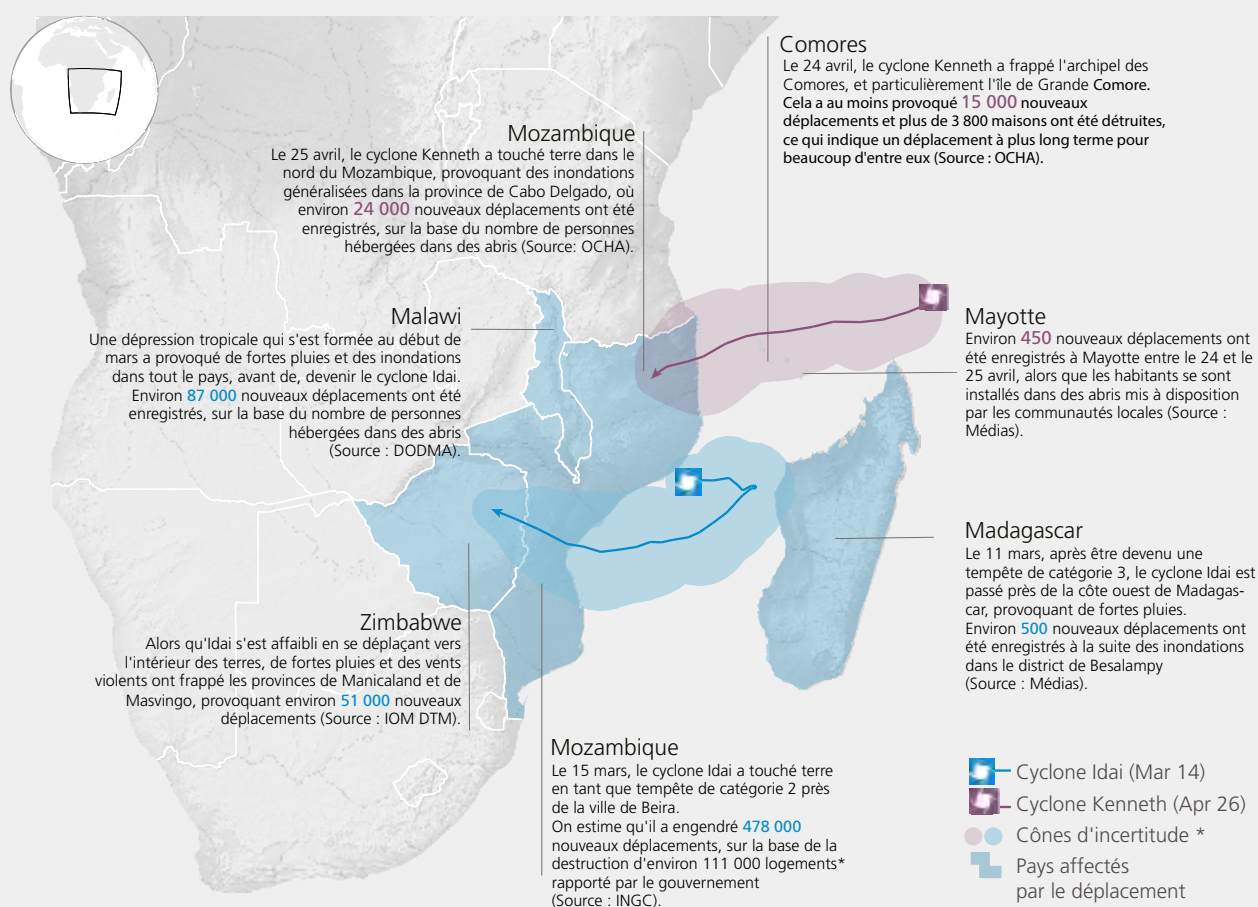 Comores
Le 24 avril, le cyclone Kenneth a frappé l'archipel des
Comores, et particulièrement l'île de Grande Comore.
Cela a au moins provoqué 15 000 nouveaux
déplacements et plus de 3 800 maisons ont été détruites,
ce qui indique un déplacement à plus long terme pour
beaucoup d'entre eux (Source : OCHA).
Mozambique
Le 25 avril, le cyclone Kenneth a touché terre dans le
nord du Mozambique, provoquant des inondations
généralisées dans la province de Cabo Delgado, où
environ 24 000 nouveaux déplacements ont été
enregistrés, sur la base du nombre de personnes
hébergées dans des abris (Source: OCHA).
Malawi
Une dépression tropicale qui s'est formée au début de
mars a provoqué de fortes pluies et des inondations
dans tout le pays, avant de, devenir le cyclone Idai.
Environ 87 000 nouveaux déplacements ont été
enregistrés, sur la base du nombre de personnes
hébergées dans des abris
(Source : DODMA).
Mayotte
Environ 450 nouveaux déplacements ont
été enregistrés à Mayotte entre le 24 et le
25 avril, alors que les habitants se sont
installés dans des abris mis à disposition
par les communautés locales (Source :
Médias).
Madagascar
Le 11 mars, après être devenu une
tempête de catégorie 3, le cyclone Idai est
passé près de la côte ouest de Madagas-
car, provoquant de fortes pluies.
Environ 500 nouveaux déplacements ont
été enregistrés à la suite des inondations
dans le district de Besalampy
(Source : Médias).
Zimbabwe
Alors qu'Idai s'est affaibli en se déplaçant vers
l'intérieur des terres, de fortes pluies et des vents
violents ont frappé les provinces de Manicaland et de
Masvingo, provoquant environ 51 000 nouveaux
déplacements (Source : IOM DTM).
Mozambique
Le 15 mars, le cyclone Idai a touché terre
en tant que tempête de catégorie 2 près
de la ville de Beira.
On estime qu'il a engendré 478 000
nouveaux déplacements, sur la base de la
destruction d'environ 111 000 logements*
rapporté par le gouvernement
(Source : INGC).
Cyclone Idai (Mar 14)
Cyclone Kenneth (Apr 26)
Cônes d'incertitude *
Pays affectés
par le déplacement